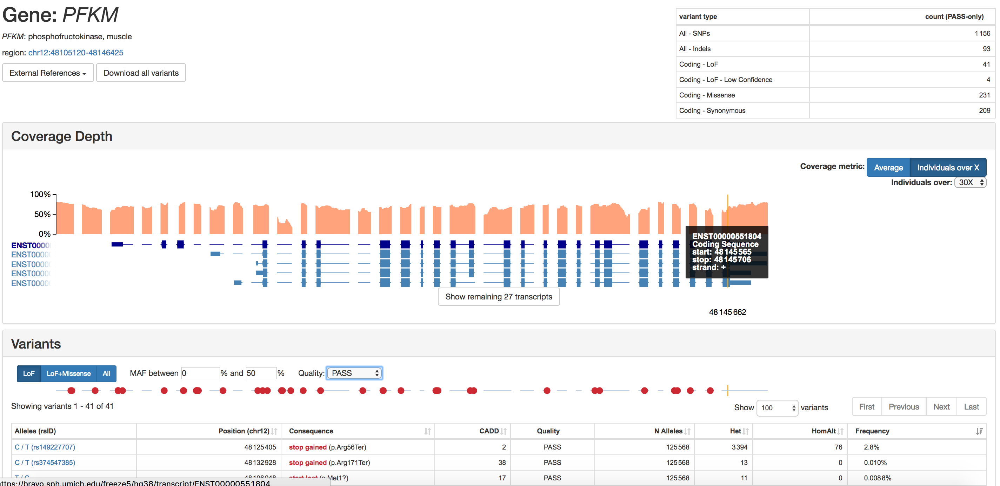 Gene: PFKM
PFKM: phosphofructokinase, muscle
region: chr12:48105120-48146425
External References
Download all variants
variant type count (PASS-only)
All - SNPs 1 156
All - Indels 93
Coding - LoF 41
Coding - LoF - Low Confidence 4
Coding - Missense 231
Coding - Synonymous 209
Coverage Depth
Coverage metric: Average Individuals over X
Individuals over: 30X
100%
50%
0%
ENST0000
ENST0000
ENST0000
ENST0000
ENST0000
ENST00000551804
Coding Sequence
start: 48 145 565
stop: 48 145 706
strand: +
Show remaining 27 transcripts
48 145 662
Variants
LoF LoF+Missense All MAF between 0 % and 50 % Quality: PASS
Showing variants 1 - 41 of 41
Show 100 variants First Previous Next Last
Alleles (rsID) Position (chr12) Consequence CADD Quality N Alleles Het HomAlt Frequency
C / T (rs149227707) 48 125 405 stop gained (p.Arg56Ter) 2 PASS 125 568 3 394 76 2.8%
C / T (rs374547385) 48 132 928 stop gained (p.Arg171Ter) 38 PASS 125 568 13 0 0.010%
T / C 48 106 048 start lost (p.Met1?) 17 PASS 125 568 11 0 0.0088%
ttps://bravo.sph.umich.edu/freeze5/hg38/transcript/ENST00000551804